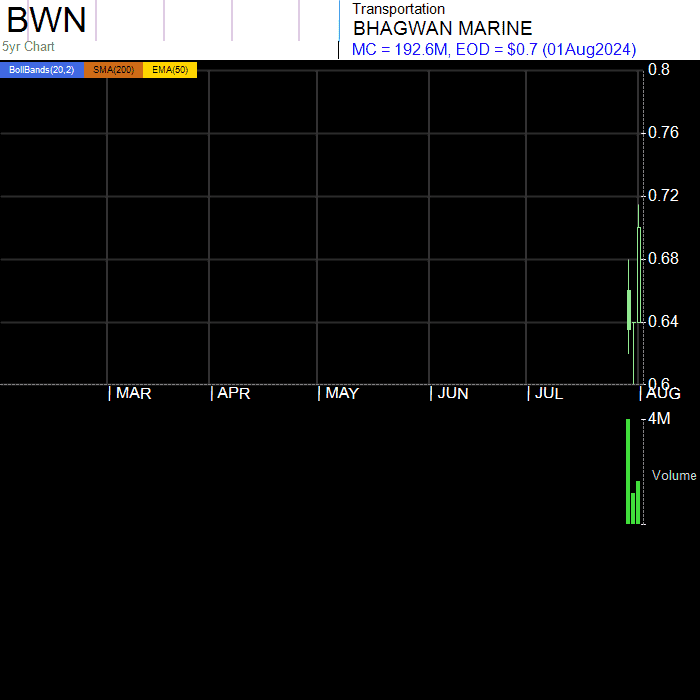 BWN
5yr Chart
Transportation
BHAGWAN MARINE
MC = 192.6M, EOD = $0.7 (01Aug2024)
BollBands(20,2) SMA(200) EMA(50)
0.8
0.76
0.72
0.68
0.64
0.6
| MAR | APR | MAY | JUN | JUL | AUG
4M
Volume